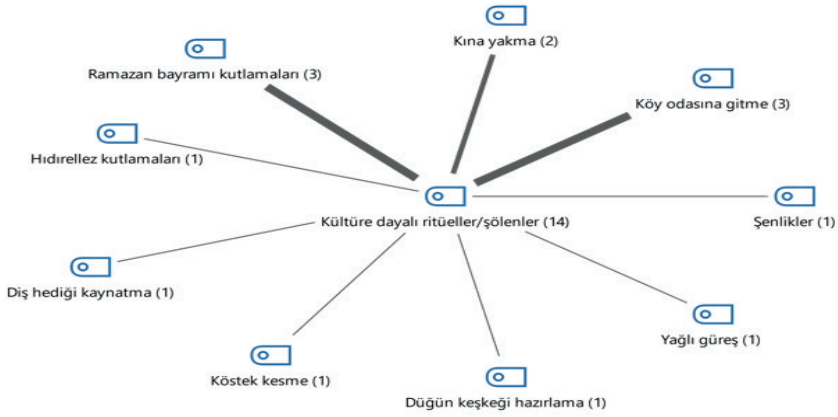 Kına yakma (2)
Ramazan bayramı kutlamaları (3)
Köy odasına gitme (3)
Hıdırellez kutlamaları (1)
Kültüre dayalı ritüeller/şölenler (14)
Şenlikler (1)
Diş hediği kaynatma (1)
Yağlı güreş (1)
Köstek kesme (1)
Düğün keşkeği hazırlama (1)